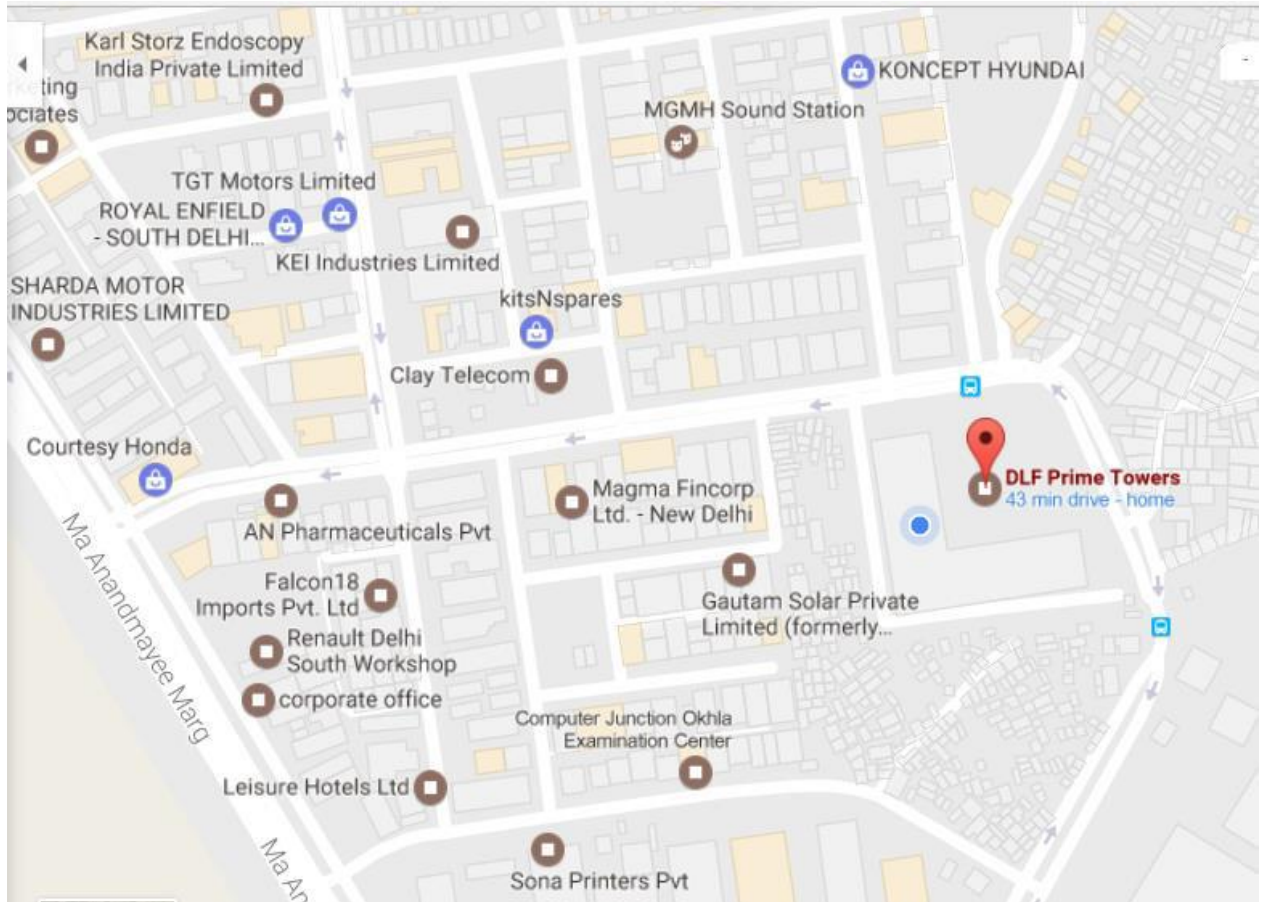 Karl Storz Endoscopy
India Private Limited
keting
ociates
KONCEPT HYUNDAI
MGMH Sound Station
TGT Motors Limited
ROYAL ENFIELD
- SOUTH DELHI...
KEI Industries Limited
SHARDA MOTOR
INDUSTRIES LIMITED
kitsNspares
Clay Telecom
Courtesy Honda
DLF Prime Towers
43 min drive - home
Magma Fincorp
Ltd. - New Delhi
AN Pharmaceuticals Pvt
Ma Anandmayee Marg
Falcon18
Imports Pvt. Ltd
Gautam Solar Private
Limited (formerly...
Renault Delhi
South Workshop
corporate office
Computer Junction Okhla
Examination Center
Leisure Hotels Ltd
Ma An
Sona Printers Pvt